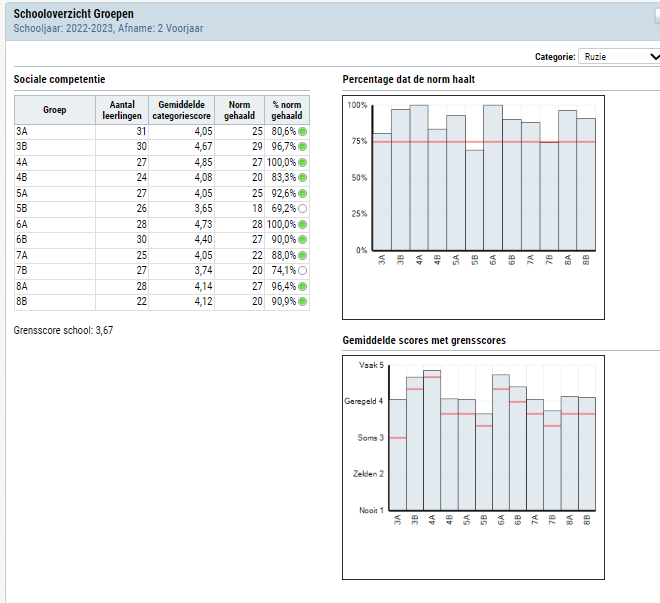 Schooloverzicht Groepen
Schooljaar: 2022-2023, Afname: 2 Voorjaar
Categorie: Ruzie
Sociale competentie
Groep Aantal leerlingen Gemiddelde categoriescore Norm gehaald % norm gehaald
3A 31 4,05 25 80,6%
3B 30 4,67 29 96,7%
4A 27 4,85 27 100,0%
4B 24 4,08 20 83,3%
5A 27 4,05 25 92,6%
5B 26 3,65 18 69,2%
6A 28 4,73 28 100,0%
6B 30 4,40 27 90,0%
7A 25 4,05 22 88,0%
7B 27 3,74 20 74,1%
8A 28 4,14 27 96,4%
8B 22 4,12 20 90,9%
Grensscore school: 3,67
Percentage dat de norm haalt
100%
75%
50%
25%
0%
3A 3B 4A 4B 5A 5B 6A 6B 7A 7B 8A 8B
Gemiddelde scores met grensscores
Vaak 5
Geregeld 4
Soms 3
Zelden 2
Nooit 1
3A 3B 4A 4B 5A 5B 6A 6B 7A 7B 8A 8B